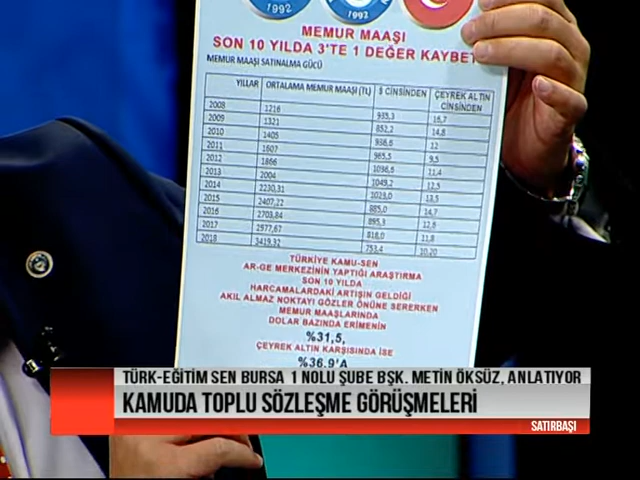 1992
1992
MEMUR MAAŞI
SON 10 YILDA 3'TE 1 DEĞER KAYBET
MEMUR MAAŞI SATINALMA GÜCÜ
YILLAR ORTALAMA MEMUR MAAŞI (TL) $ CİNSİNDEN ÇEYREK ALTIN CİNSİNDEN
2008 1216 935,3 16,7
2009 1321 852,2 14,8
2010 1405 936,6 12
2011 1607 965,5 9,5
2012 1866 1036,6 11,4
2013 2004 1049,2 12,5
2014 2230,31 1023,0 13,5
2015 2407,22 885,0 14,7
2016 2703,84 895,3 12,6
2017 2977,67 818,0 11,8
2018 3419,32 753,4 10,20
TÜRKİYE KAMU-SEN
AR-GE MERKEZİNİN YAPTIĞI ARAŞTIRMA
SON 10 YILDA
HARCAMALARDAKİ ARTIŞIN GELDİĞİ
AKIL ALMAZ NOKTAYI GÖZLER ÖNÜNE SERERKEN
MEMUR MAAŞLARINDA
DOLAR BAZINDA ERİMENİN
%31,5,
ÇEYREK ALTIN KARŞISINDA İSE
%36,9'A
TÜRK-EĞİTİM SEN BURSA 1 NOLU ŞUBE BŞK. METİN ÖKSÜZ, ANLATIYOR
KAMUDA TOPLU SÖZLEŞME GÖRÜŞMELERİ
SATIRBAŞI